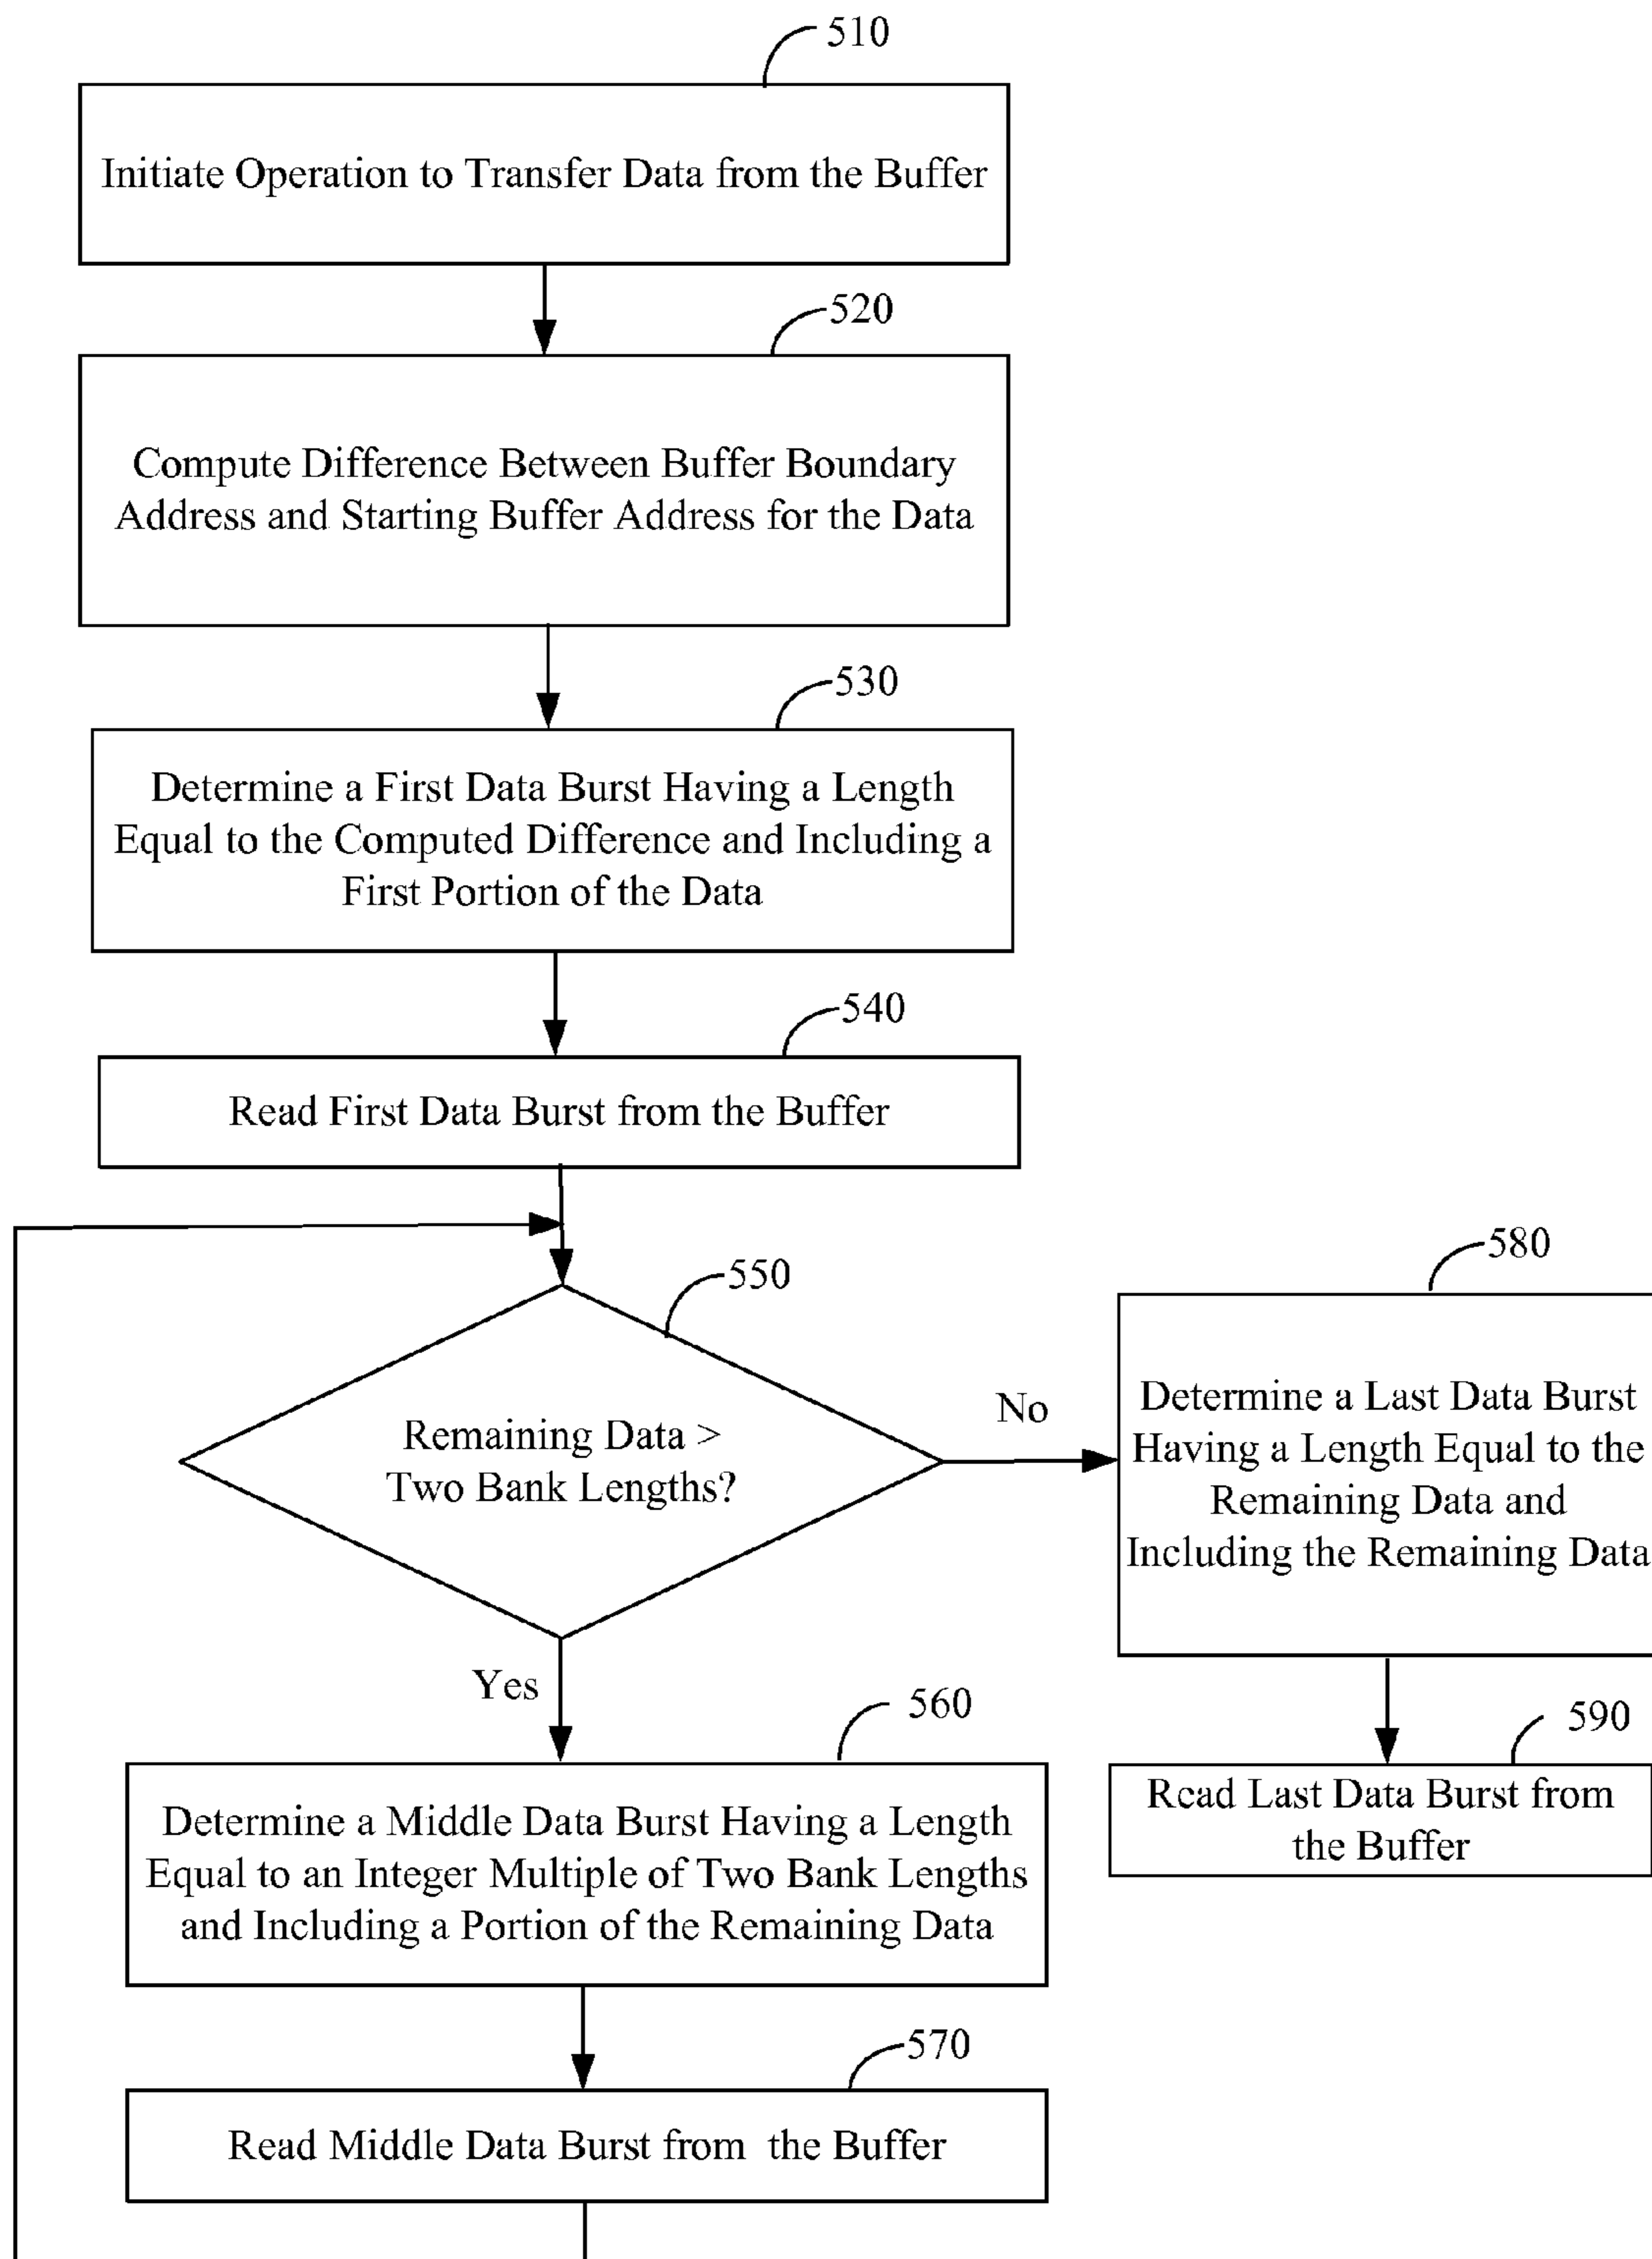 510
Initiate Operation to Transfer Data from the Buffer
520
Compute Difference Between Buffer Boundary
Address and Starting Buffer Address for the Data
530
Determine a First Data Burst Having a Length
Equal to the Computed Difference and Including a
First Portion of the Data
540
Read First Data Burst from the Buffer
550
Remaining Data >
Two Bank Lengths?
No
580
Determine a Last Data Burst
Having a Length Equal to the
Remaining Data and
Including the Remaining Data
Yes
560
Determine a Middle Data Burst Having a Length
Equal to an Integer Multiple of Two Bank Lengths
and Including a Portion of the Remaining Data
590
Read Last Data Burst from
the Buffer
570
Read Middle Data Burst from the Buffer